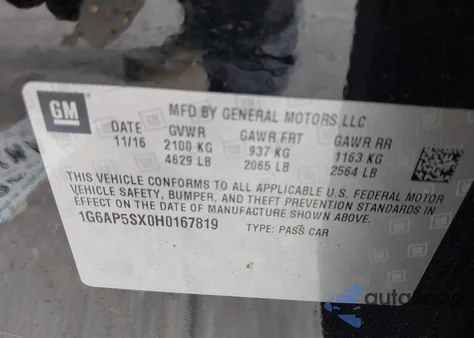 GM
MFD BY GENERAL MOTORS LLC
DATE GVWR GAWR FRT GAWR RR
11/16 2100 KG 937 KG 1163 KG
4629 LB 2065 LB 2564 LB
THIS VEHICLE CONFORMS TO ALL APPLICABLE U.S. FEDERAL MOTOR
VEHICLE SAFETY, BUMPER, AND THEFT PREVENTION STANDARDS IN
EFFECT ON THE DATE OF MANUFACTURE SHOWN ABOVE.
1G6AP5SX0H0167819 TYPE: PASS CAR